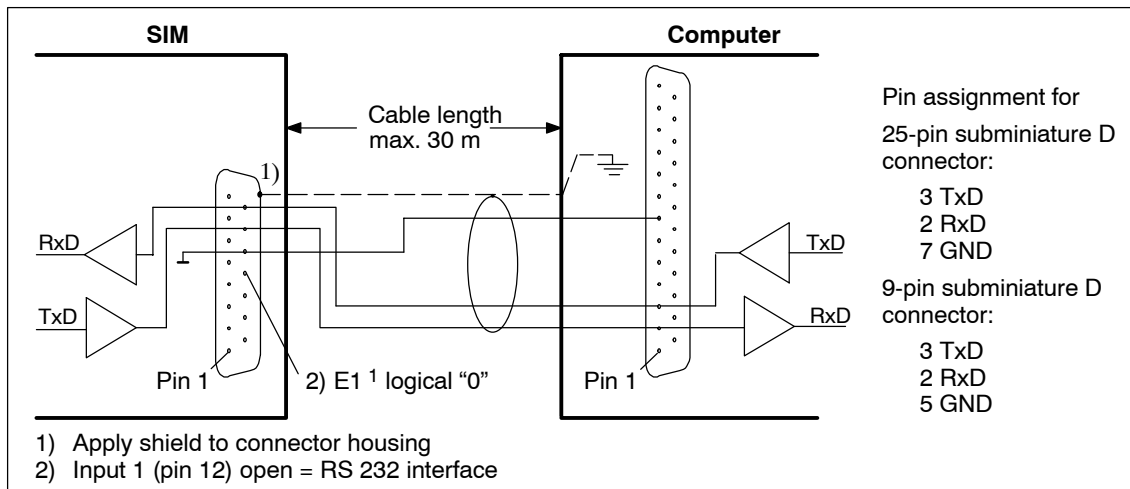 SIM
Computer
Cable length
max. 30 m
1)
RxD
TxD
Pin 1
2) E1 1 logical “0”
TxD
RxD
Pin 1
Pin assignment for
25-pin subminiature D
connector:
3 TxD
2 RxD
7 GND
9-pin subminiature D
connector:
3 TxD
2 RxD
5 GND
1) Apply shield to connector housing
2) Input 1 (pin 12) open = RS 232 interface